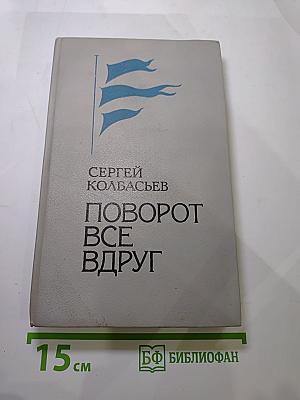 СЕРГЕЙ
КОЛБАСЬЕВ
ПОВОРОТ
ВСЕ
ВДРУГ
15 см
БФ БИБЛИОФАН